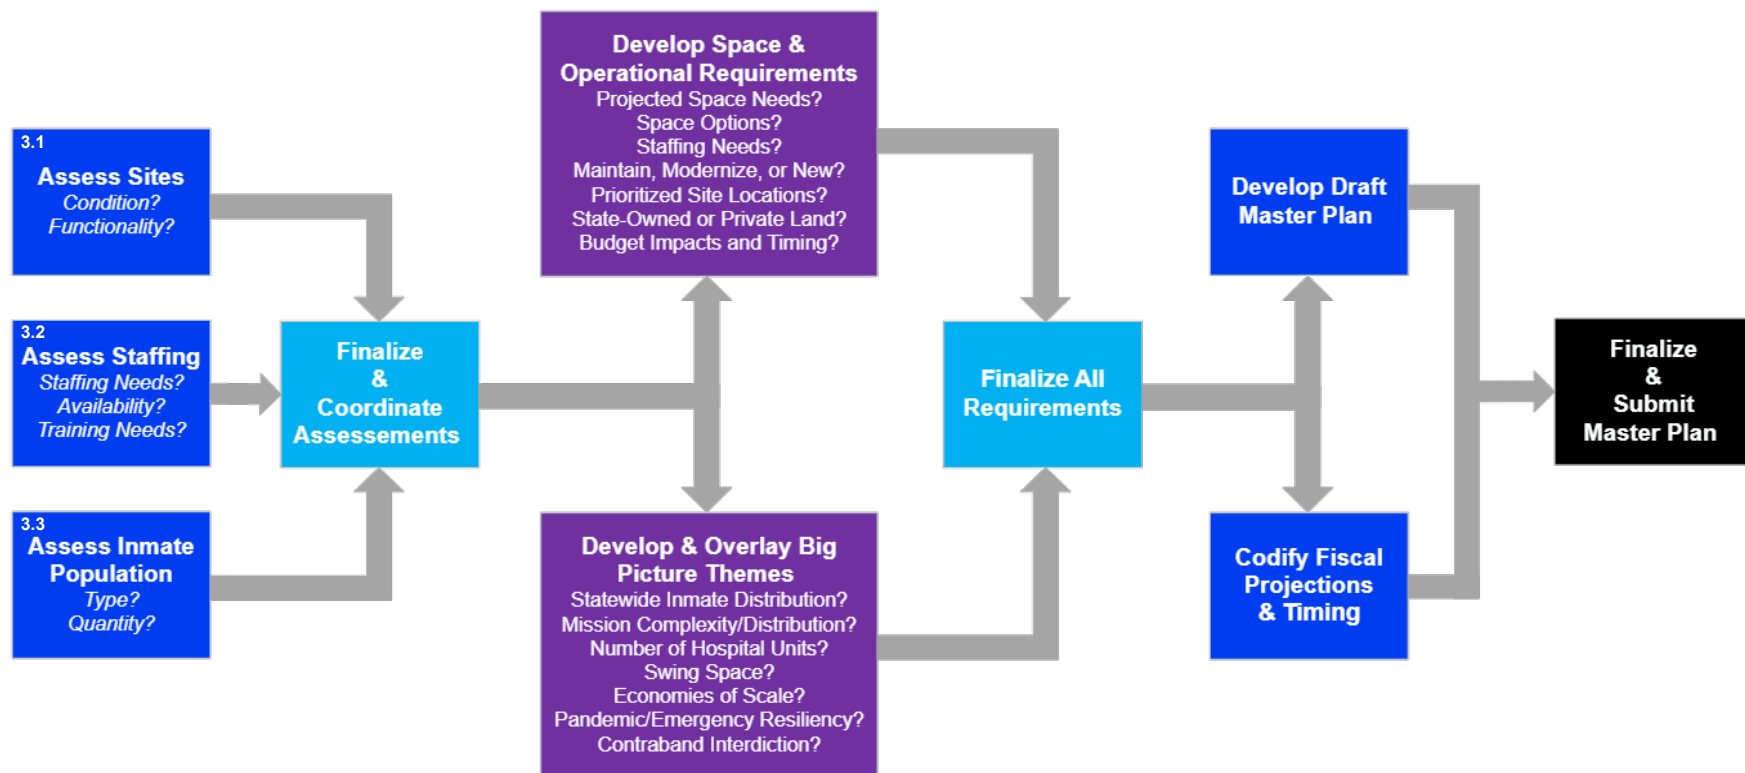 3.1
Assess Sites
Condition?
Functionality?
3.2
Assess Staffing
Staffing Needs?
Availability?
Training Needs?
3.3
Assess Inmate
Population
Type?
Quantity?
Finalize
&
Coordinate
Assessements
Develop Space &
Operational Requirements
Projected Space Needs?
Space Options?
Staffing Needs?
Maintain, Modernize, or New?
Prioritized Site Locations?
State-Owned or Private Land?
Budget Impacts and Timing?
Develop & Overlay Big
Picture Themes
Statewide Inmate Distribution?
Mission Complexity/Distribution?
Number of Hospital Units?
Swing Space?
Economies of Scale?
Pandemic/Emergency Resiliency?
Contraband Interdiction?
Finalize All
Requirements
Develop Draft
Master Plan
Codify Fiscal
Projections
& Timing
Finalize
&
Submit
Master Plan